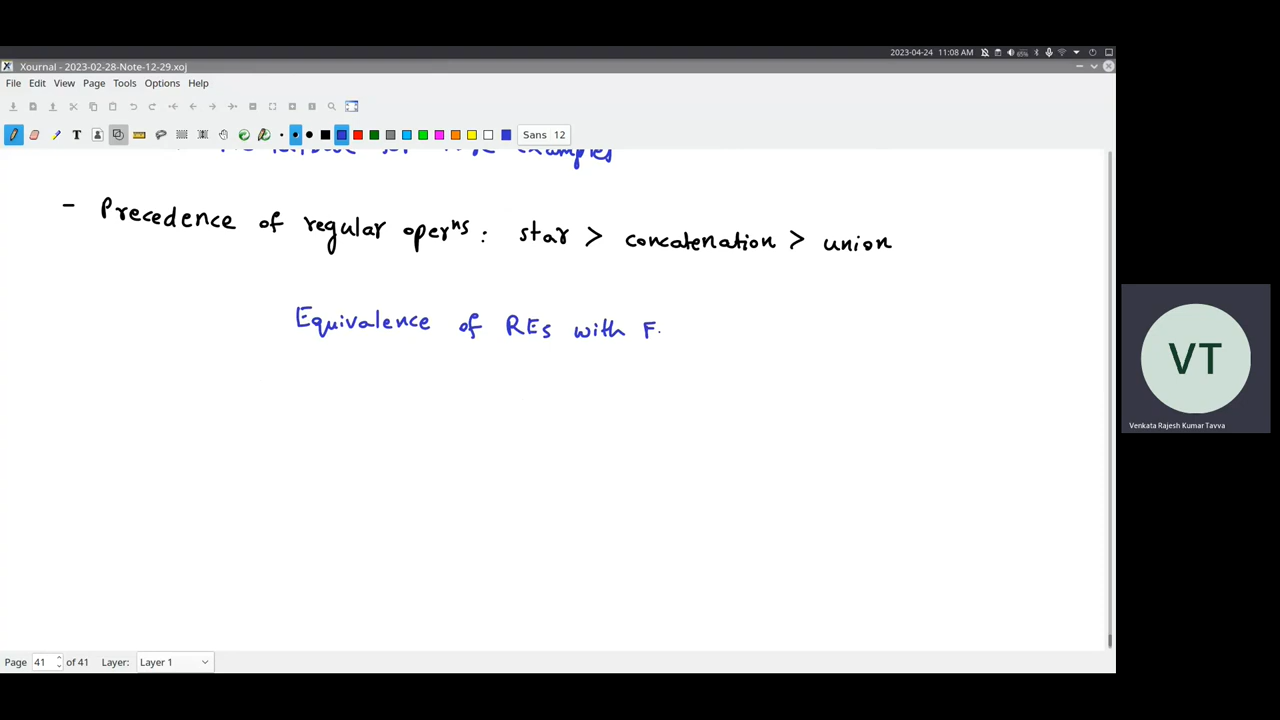 2023-04-24 11:08 AM
Xournal - 2023-02-28-Note-12-29.xoj
File Edit View Page Tools Options Help
Sans 12
examples
- Precedence of regular operns : star > concatenation > union
Equivalence of REs with F
VT
Venkata Rajesh Kumar Tavva
Page 41 of 41 Layer: Layer 1